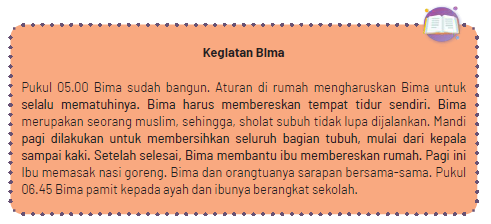 Kegiatan Bima
Pukul 05.00 Bima sudah bangun. Aturan di rumah mengharuskan Bima untuk
selalu mematuhinya. Bima harus membereskan tempat tidur sendiri. Bima
merupakan seorang muslim, sehingga, sholat subuh tidak lupa dijalankan. Mandi
pagi dilakukan untuk membersihkan seluruh bagian tubuh, mulai dari kepala
sampai kaki. Setelah selesai, Bima membantu ibu membereskan rumah. Pagi ini
Ibu memasak nasi goreng. Bima dan orangtuanya sarapan bersama-sama. Pukul
06.45 Bima pamit kepada ayah dan ibunya berangkat sekolah.